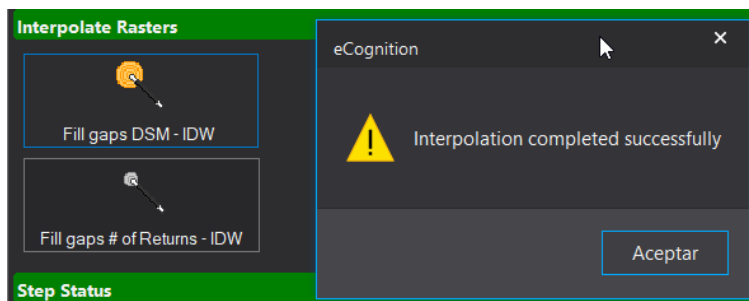 Interpolate Rasters
Fill gaps DSM - IDW
Fill gaps # of Returns - IDW
Step Status
eCognition
Interpolation completed successfully
Aceptar